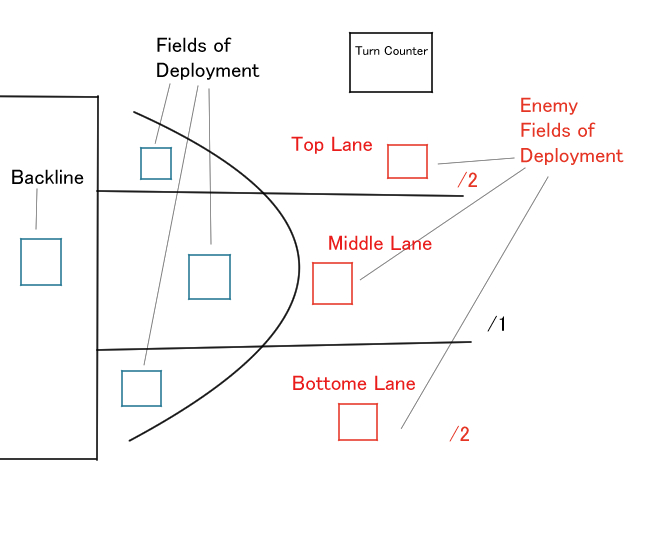 Fields of
Deployment
Turn Counter
Enemy
Fields of
Deployment
Top Lane
Backline
/2
Middle Lane
/1
Bottome Lane
/2